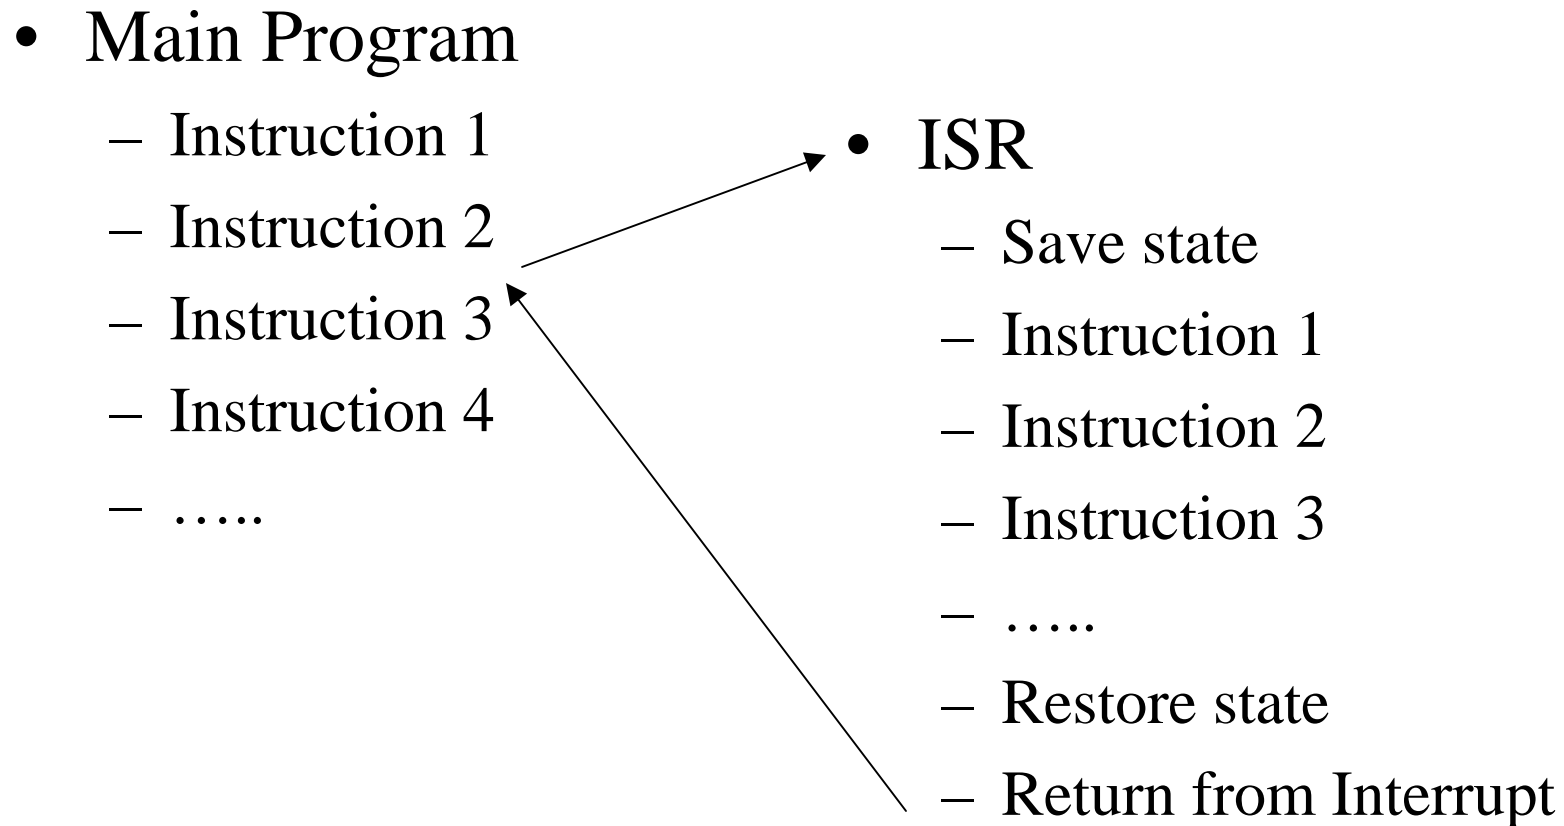 • Main Program
– Instruction 1
– Instruction 2
– Instruction 3
– Instruction 4
– …..
• ISR
– Save state
– Instruction 1
– Instruction 2
– Instruction 3
– …..
– Restore state
– Return from Interrupt